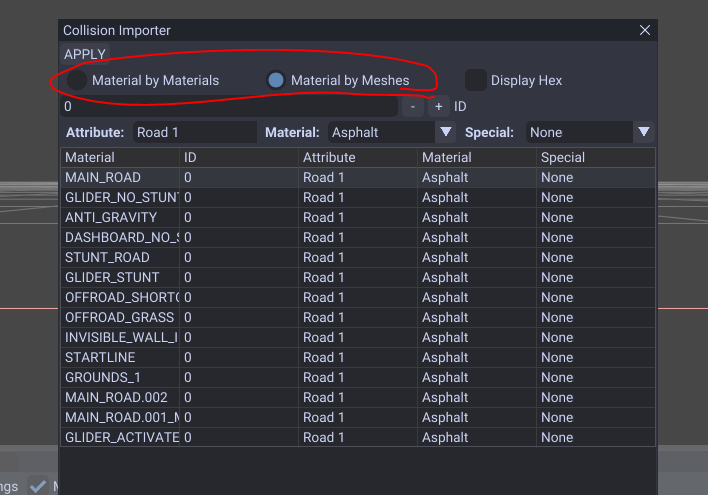 Collision Importer
APPLY
Material by Materials Material by Meshes Display Hex
0 - + ID
Attribute: Road 1 Material: Asphalt Special: None
Material ID Attribute Material Special
MAIN_ROAD 0 Road 1 Asphalt None
GLIDER_NO_STUNT 0 Road 1 Asphalt None
ANTI_GRAVITY 0 Road 1 Asphalt None
DASHBOARD_NO_S 0 Road 1 Asphalt None
STUNT_ROAD 0 Road 1 Asphalt None
GLIDER_STUNT 0 Road 1 Asphalt None
OFFROAD_SHORTC 0 Road 1 Asphalt None
OFFROAD_GRASS 0 Road 1 Asphalt None
INVISIBLE_WALL_I 0 Road 1 Asphalt None
STARTLINE 0 Road 1 Asphalt None
GROUNDS_1 0 Road 1 Asphalt None
MAIN_ROAD.002 0 Road 1 Asphalt None
MAIN_ROAD.001_M 0 Road 1 Asphalt None
GLIDER_ACTIVATE 0 Road 1 Asphalt None
ngs